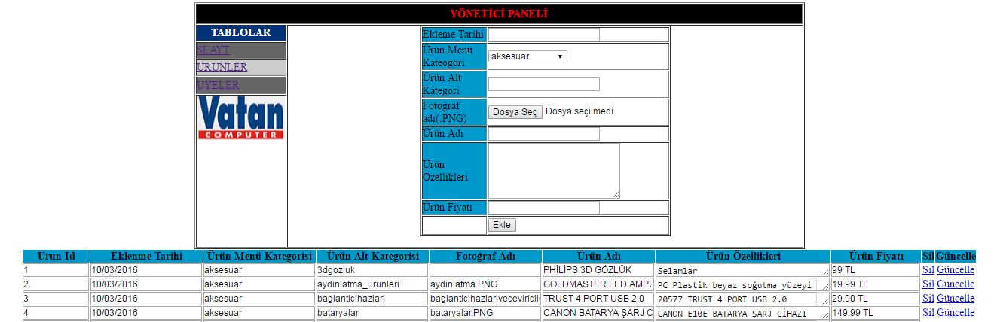 YÖNETİCİ PANELİ
TABLOLAR
SLAYT
ÜRÜNLER
ÜYELER
Vatan
COMPUTER
Ekleme Tarihi
Ürün Menü
Kateogori
aksesuar
Ürün Alt
Kategori
Fotoğraf
adı(.PNG)
Dosya Seç Dosya seçilmedi
Ürün Adı
Ürün
Özellikleri
Ürün Fiyatı
Ekle
Urun Id Eklenme Tarihi Ürün Menü Kategorisi Ürün Alt Kategorisi Fotoğraf Adı Ürün Adı Ürün Özellikleri Ürün Fiyatı Sil Güncelle
1 10/03/2016 aksesuar 3dgozluk PHİLİPS 3D GÖZLÜK Selamlar 99 TL Sil Güncelle
2 10/03/2016 aksesuar aydinlatma_urunleri aydinlatma.PNG GOLDMASTER LED AMPU PC Plastik beyaz soğutma yüzeyi 19.99 TL Sil Güncelle
3 10/03/2016 aksesuar baglantichazlari baglantichazlariveceviricile TRUST 4 PORT USB 2.0 20577 TRUST 4 PORT USB 2.0 29.90 TL Sil Güncelle
4 10/03/2016 aksesuar bataryalar bataryalar.PNG CANON BATARYA ŞARJ C CANON E10E BATARYA ŞARJ CİHAZI 149.99 TL Sil Güncelle